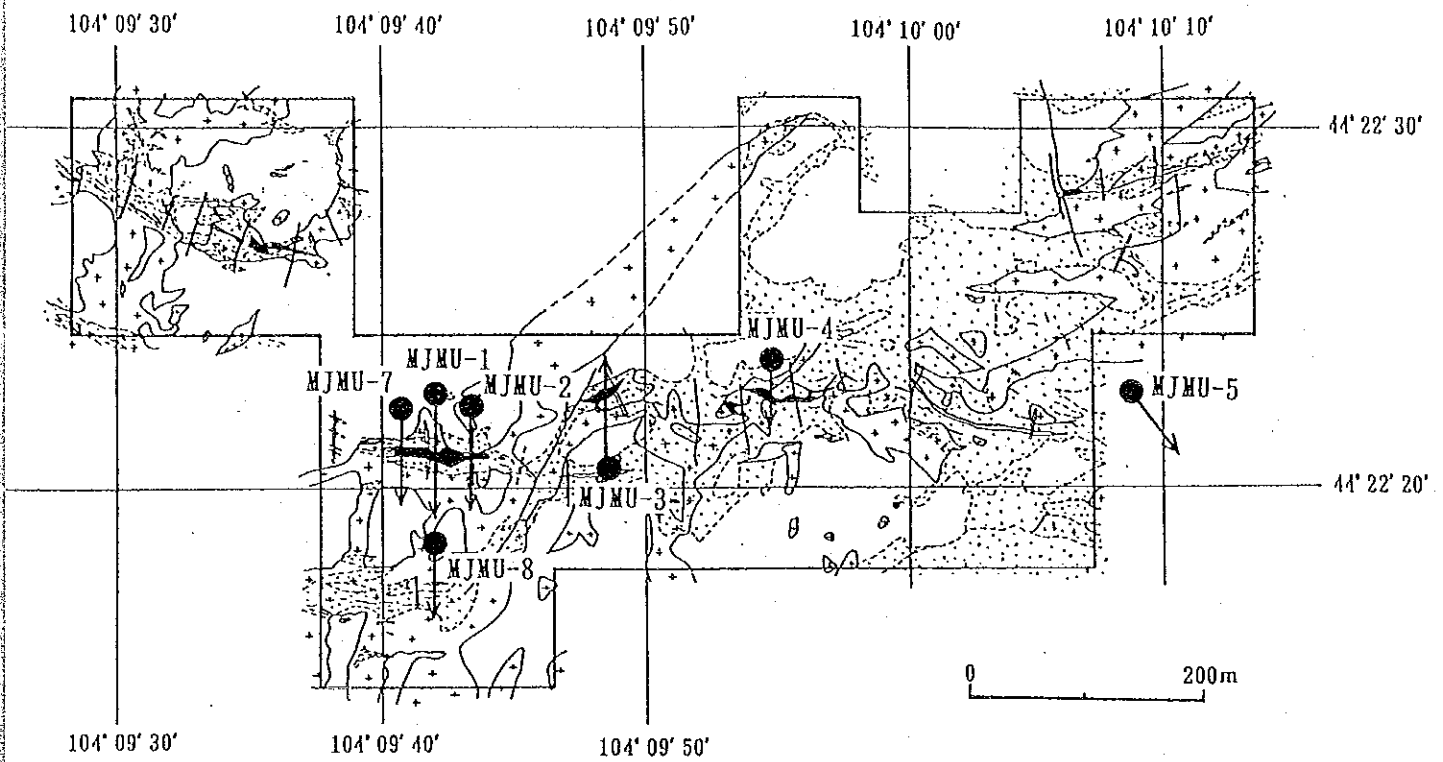 104° 09' 30' 104° 09' 40' 104° 09' 50' 104° 10' 00' 104° 10' 10'
44° 22' 30'
MJMU-4
MJMU-1
MJMU-7 MJMU-2 MJMU-5
MJMU-3 44° 22' 20'
MJMU-8
0 200m
104° 09' 30' 104° 09' 40' 104° 09' 50'